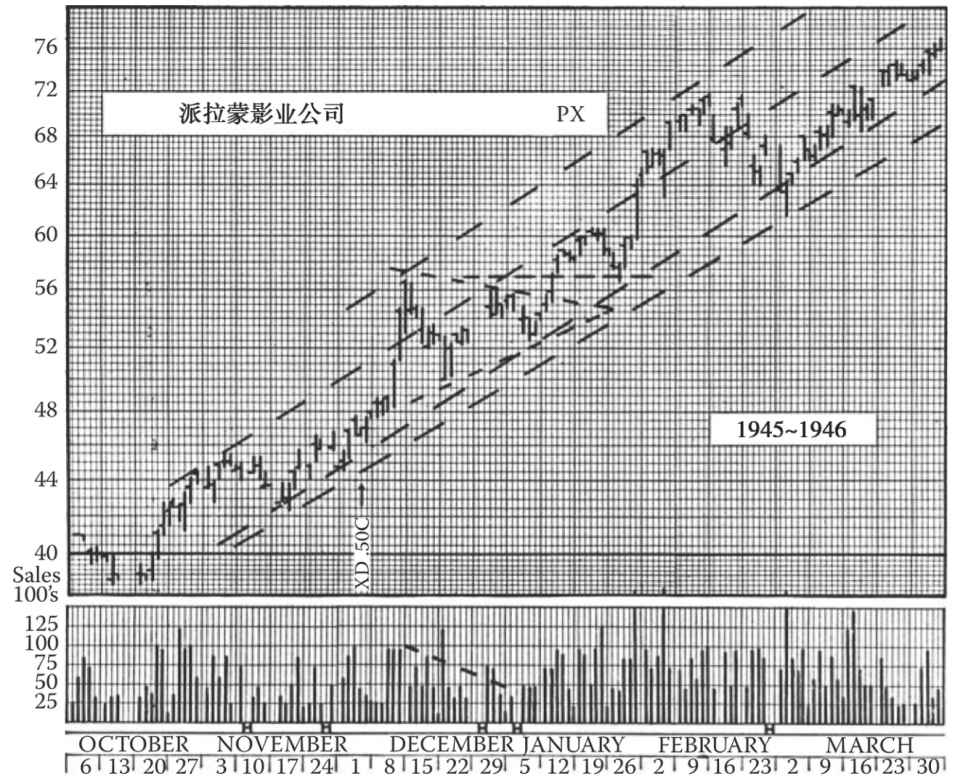 76
72
派拉蒙影业公司 PX
68
64
60
56
52
48
1945~1946
44
XD .50C
40
Sales
100's
125
100
75
50
25
H H H H H
OCTOBER NOVEMBER DECEMBER JANUARY FEBRUARY MARCH
6 13 20 27 3 10 17 24 1 8 15 22 29 5 12 19 26 2 9 16 23 2 9 16 23 30